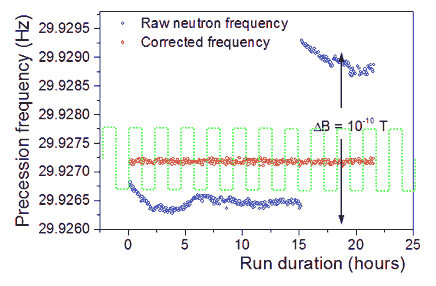 Precession frequency (Hz)
29.9295
29.9290
29.9285
29.9280
29.9275
29.9270
29.9265
29.9260
Raw neutron frequency
Corrected frequency
ΔB = 10⁻¹⁰ T
0 5 10 15 20 25
Run duration (hours)